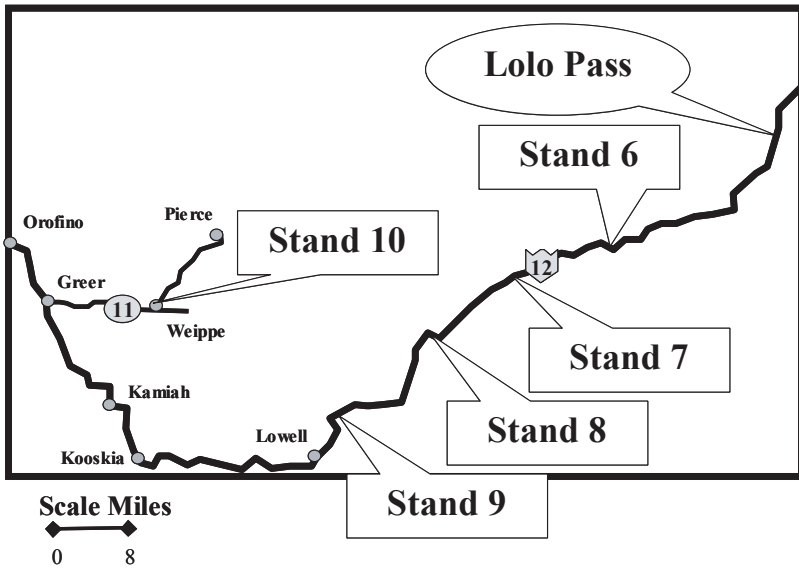 Lolo Pass
Stand 6
Pierce
Orofino
Stand 10
Greer
12
11
Weippe
Stand 7
Kamiah
Stand 8
Lowell
Kooskia
Stand 9
Scale Miles
0 8